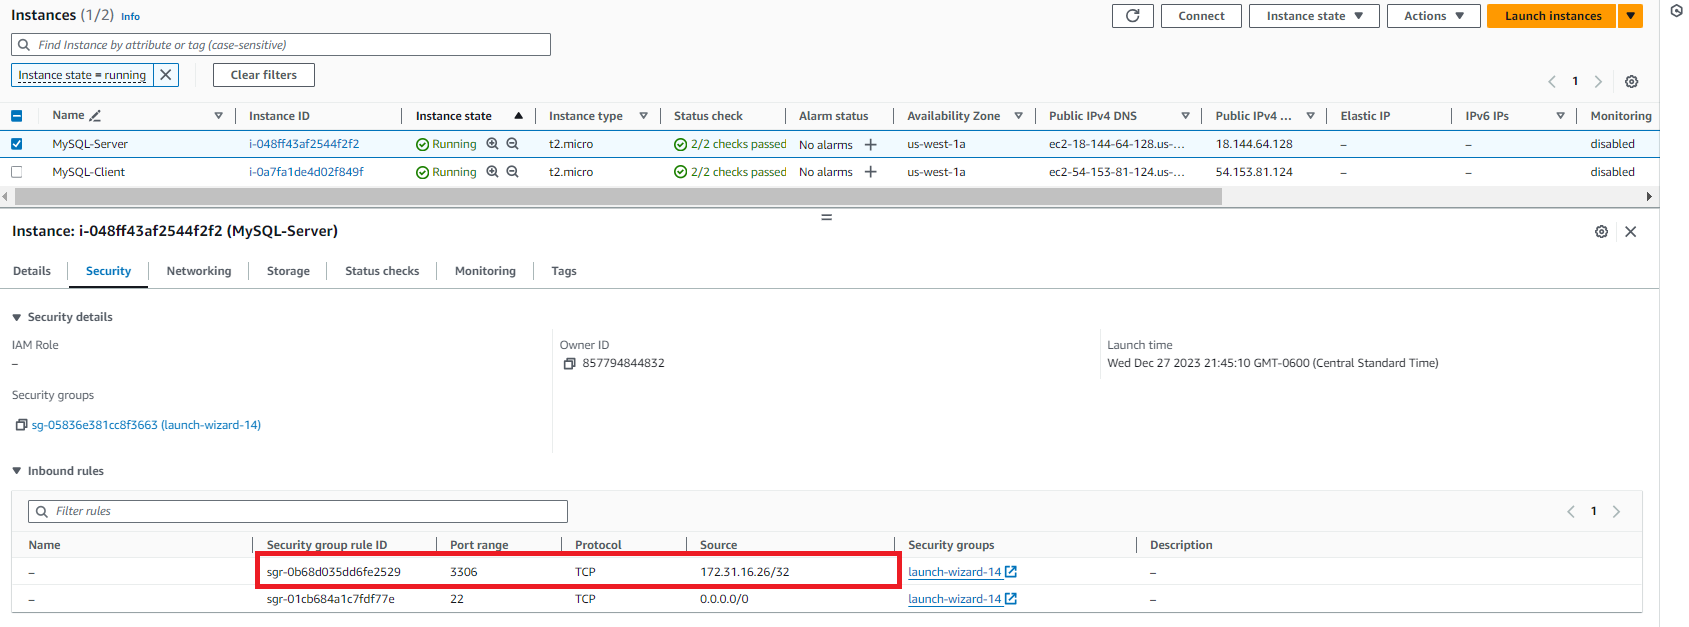 Instances (1/2) Info
Connect
Instance state
Actions
Launch instances
Find Instance by attribute or tag (case-sensitive)
Instance state = running
Clear filters
1
Name
Instance ID
Instance state
Instance type
Status check
Alarm status
Availability Zone
Public IPv4 DNS
Public IPv4 ...
Elastic IP
IPv6 IPs
Monitoring
MySQL-Server i-048ff43af2544f2f2 Running t2.micro 2/2 checks passed No alarms us-west-1a ec2-18-144-64-128.us-... 18.144.64.128 – – disabled
MySQL-Client i-0a7fa1de4d02f849f Running t2.micro 2/2 checks passed No alarms us-west-1a ec2-54-153-81-124.us-... 54.153.81.124 – – disabled
Instance: i-048ff43af2544f2f2 (MySQL-Server)
Details
Security
Networking
Storage
Status checks
Monitoring
Tags
Security details
IAM Role
–
Owner ID
857794844832
Launch time
Wed Dec 27 2023 21:45:10 GMT-0600 (Central Standard Time)
Security groups
sg-05836e381cc8f3663 (launch-wizard-14)
Inbound rules
Filter rules
1
Name
Security group rule ID
Port range
Protocol
Source
Security groups
Description
– sgr-0b68d035dd6fe2529 3306 TCP 172.31.16.26/32 launch-wizard-14 –
– sgr-01cb684a1c7fdf77e 22 TCP 0.0.0.0/0 launch-wizard-14 –